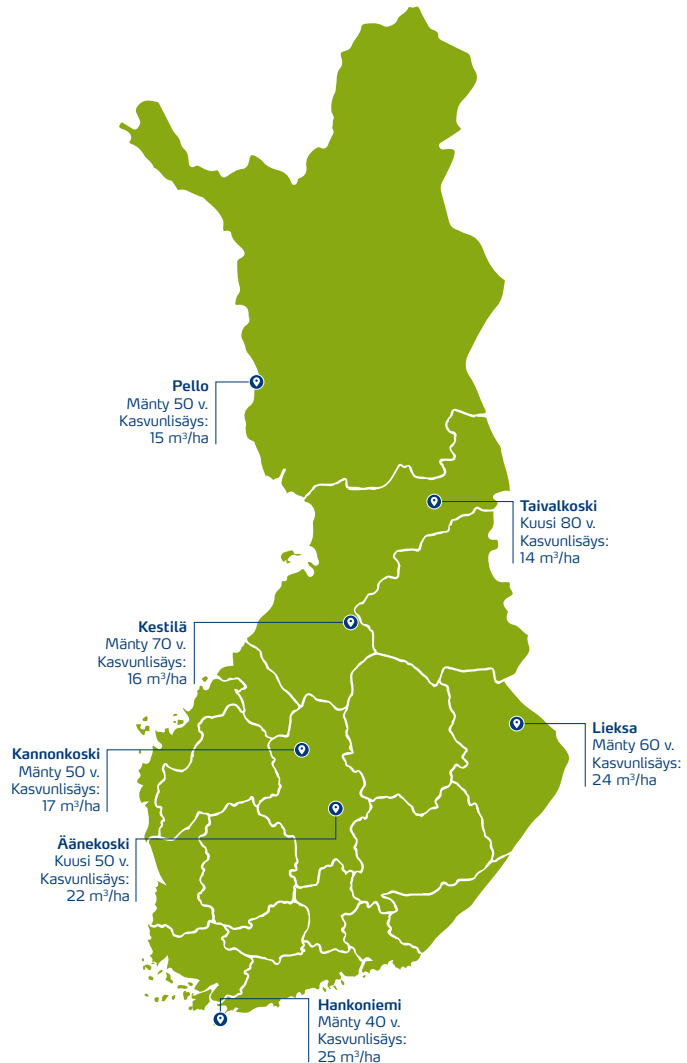 Pello
Mänty 50 v.
Kasvunlisäys:
15 m³/ha
Taivalkoski
Kuusi 80 v.
Kasvunlisäys:
14 m³/ha
Kestilä
Mänty 70 v.
Kasvunlisäys:
16 m³/ha
Lieksa
Mänty 60 v.
Kasvunlisäys:
24 m³/ha
Kannonkoski
Mänty 50 v.
Kasvunlisäys:
17 m³/ha
Äänekoski
Kuusi 50 v.
Kasvunlisäys:
22 m³/ha
Hankoniemi
Mänty 40 v.
Kasvunlisäys:
25 m³/ha